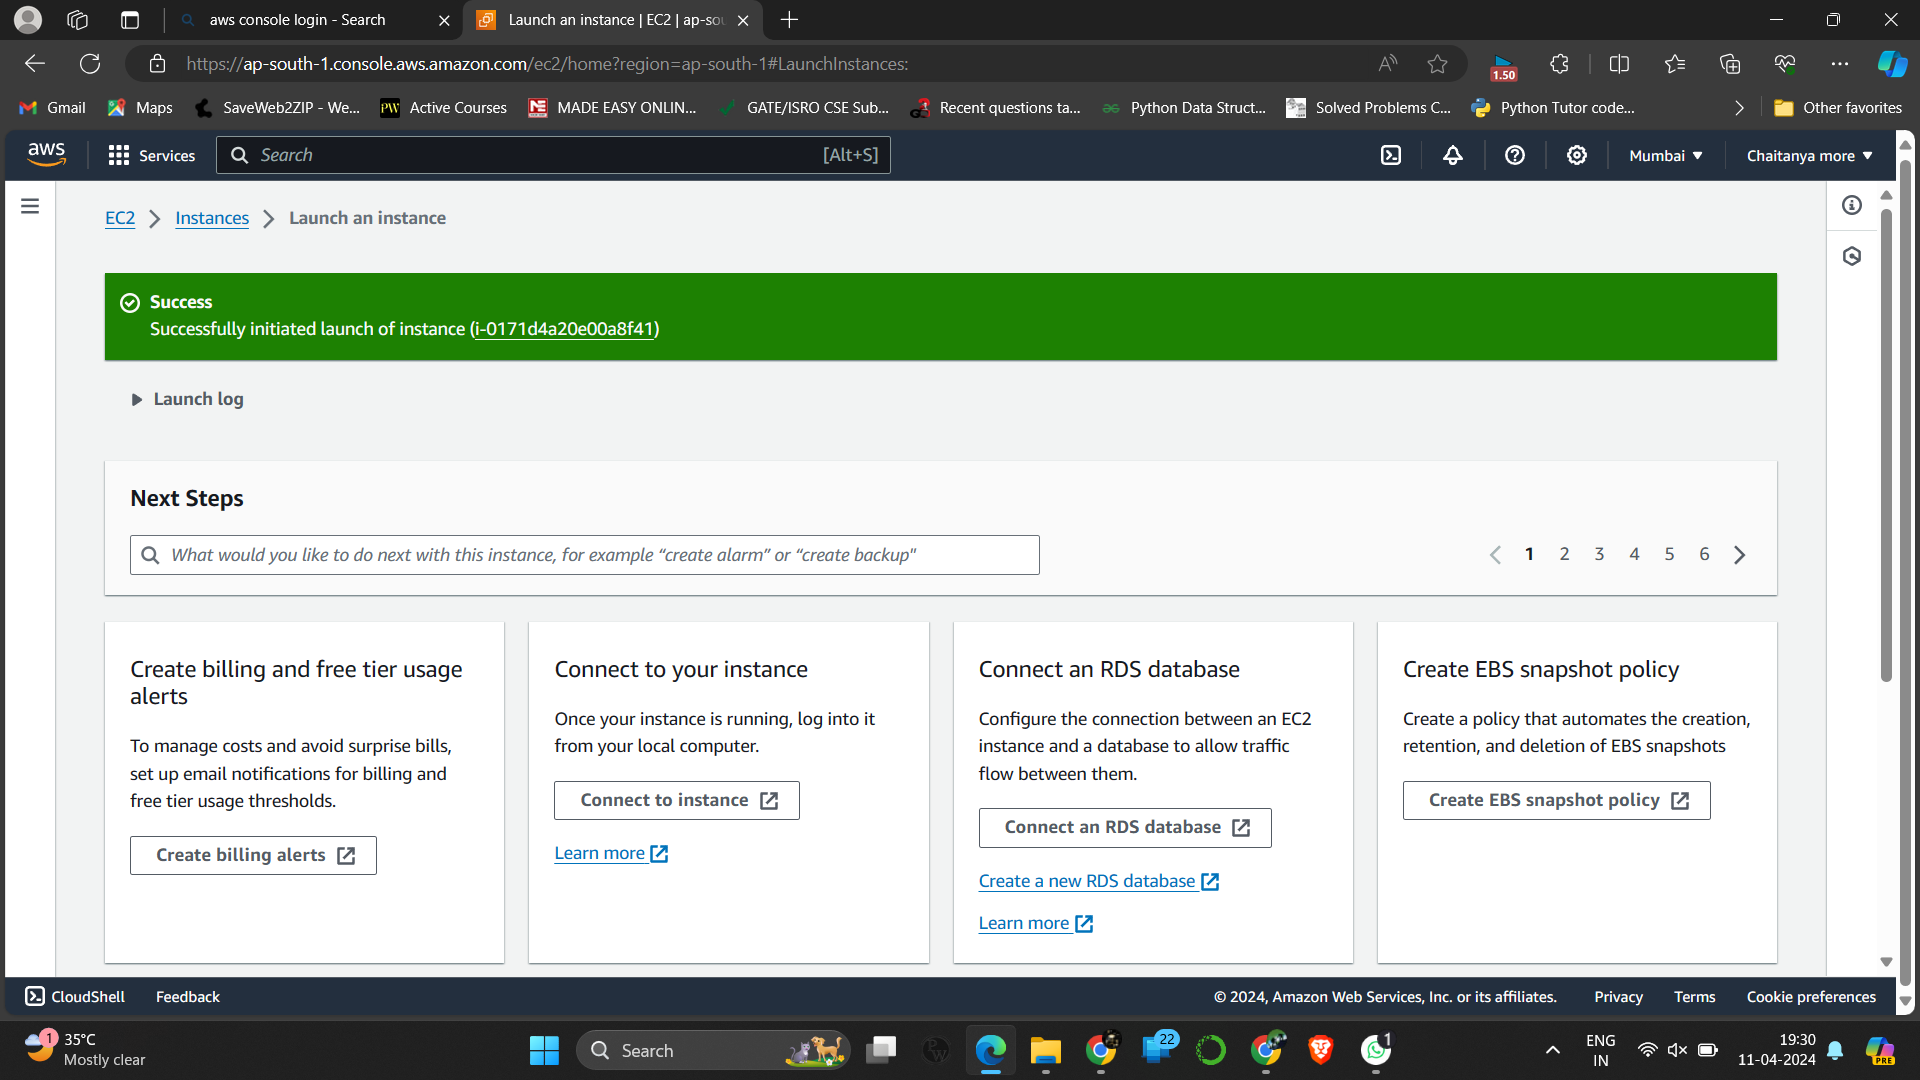 aws console login - Search
Launch an instance | EC2 | ap-sou
https://ap-south-1.console.aws.amazon.com/ec2/home?region=ap-south-1#LaunchInstances:
1.50
Gmail
Maps
SaveWeb2ZIP - We...
Active Courses
MADE EASY ONLIN...
GATE/ISRO CSE Sub...
Recent questions ta...
Python Data Struct...
Solved Problems C...
Python Tutor code...
Other favorites
aws
Services
Search
[Alt+S]
Mumbai
Chaitanya more
EC2
Instances
Launch an instance
Success
Successfully initiated launch of instance (i-0171d4a20e00a8f41)
Launch log
Next Steps
What would you like to do next with this instance, for example “create alarm” or “create backup"
1 2 3 4 5 6
Create billing and free tier usage
alerts
To manage costs and avoid surprise bills,
set up email notifications for billing and
free tier usage thresholds.
Create billing alerts
Connect to your instance
Once your instance is running, log into it
from your local computer.
Connect to instance
Learn more
Connect an RDS database
Configure the connection between an EC2
instance and a database to allow traffic
flow between them.
Connect an RDS database
Create a new RDS database
Learn more
Create EBS snapshot policy
Create a policy that automates the creation,
retention, and deletion of EBS snapshots
Create EBS snapshot policy
CloudShell
Feedback
© 2024, Amazon Web Services, Inc. or its affiliates.
Privacy
Terms
Cookie preferences
1
35°C
Mostly clear
Search
22
1
ENG
IN
19:30
11-04-2024
PRE